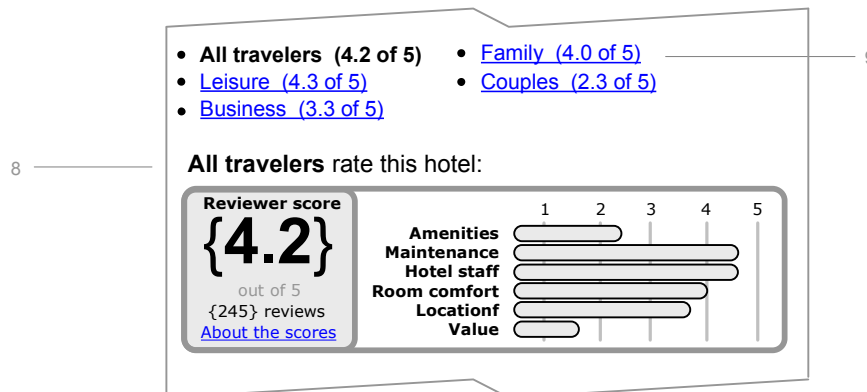 All travelers (4.2 of 5)
Leisure (4.3 of 5)
Business (3.3 of 5)
Family (4.0 of 5)
Couples (2.3 of 5)
8
All travelers rate this hotel:
Reviewer score
{4.2}
out of 5
{245} reviews
About the scores
1 2 3 4 5
Amenities
Maintenance
Hotel staff
Room comfort
Locationf
Value